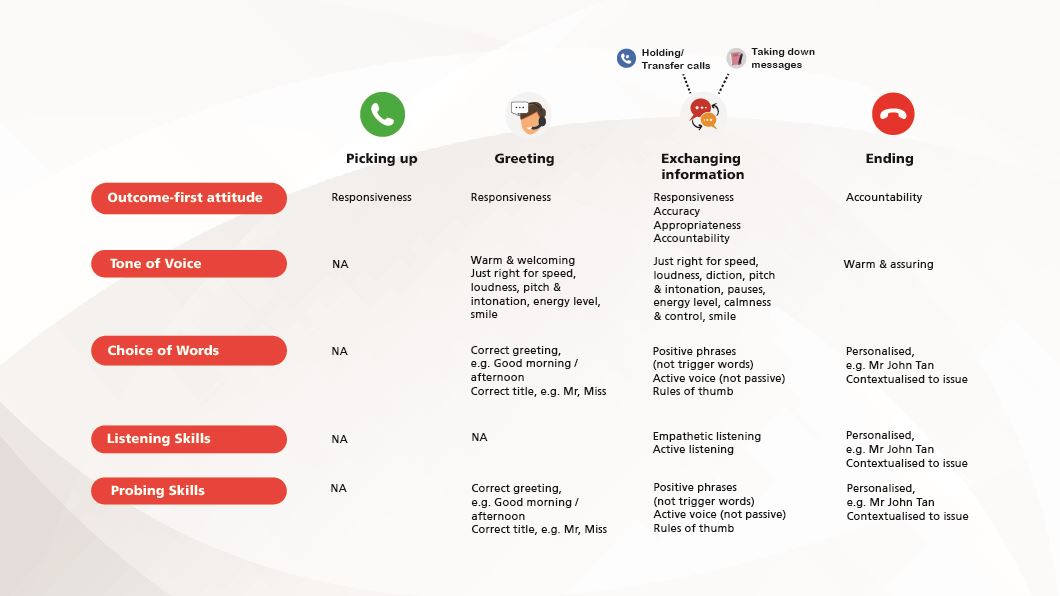 Holding/
Transfer calls
Taking down
messages
Picking up
Greeting
Exchanging
information
Ending
Outcome-first attitude
Responsiveness
Responsiveness
Responsiveness
Accuracy
Appropriateness
Accountability
Accountability
Tone of Voice
NA
Warm & welcoming
Just right for speed,
loudness, pitch &
intonation, energy level,
smile
Just right for speed,
loudness, diction, pitch
& intonation, pauses,
energy level, calmness
& control, smile
Warm & assuring
Choice of Words
NA
Correct greeting,
e.g. Good morning /
afternoon
Correct title, e.g. Mr, Miss
Positive phrases
(not trigger words)
Active voice (not passive)
Rules of thumb
Personalised,
e.g. Mr John Tan
Contextualised to issue
Listening Skills
NA
NA
Empathetic listening
Active listening
Personalised,
e.g. Mr John Tan
Contextualised to issue
Probing Skills
NA
Correct greeting,
e.g. Good morning /
afternoon
Correct title, e.g. Mr, Miss
Positive phrases
(not trigger words)
Active voice (not passive)
Rules of thumb
Personalised,
e.g. Mr John Tan
Contextualised to issue